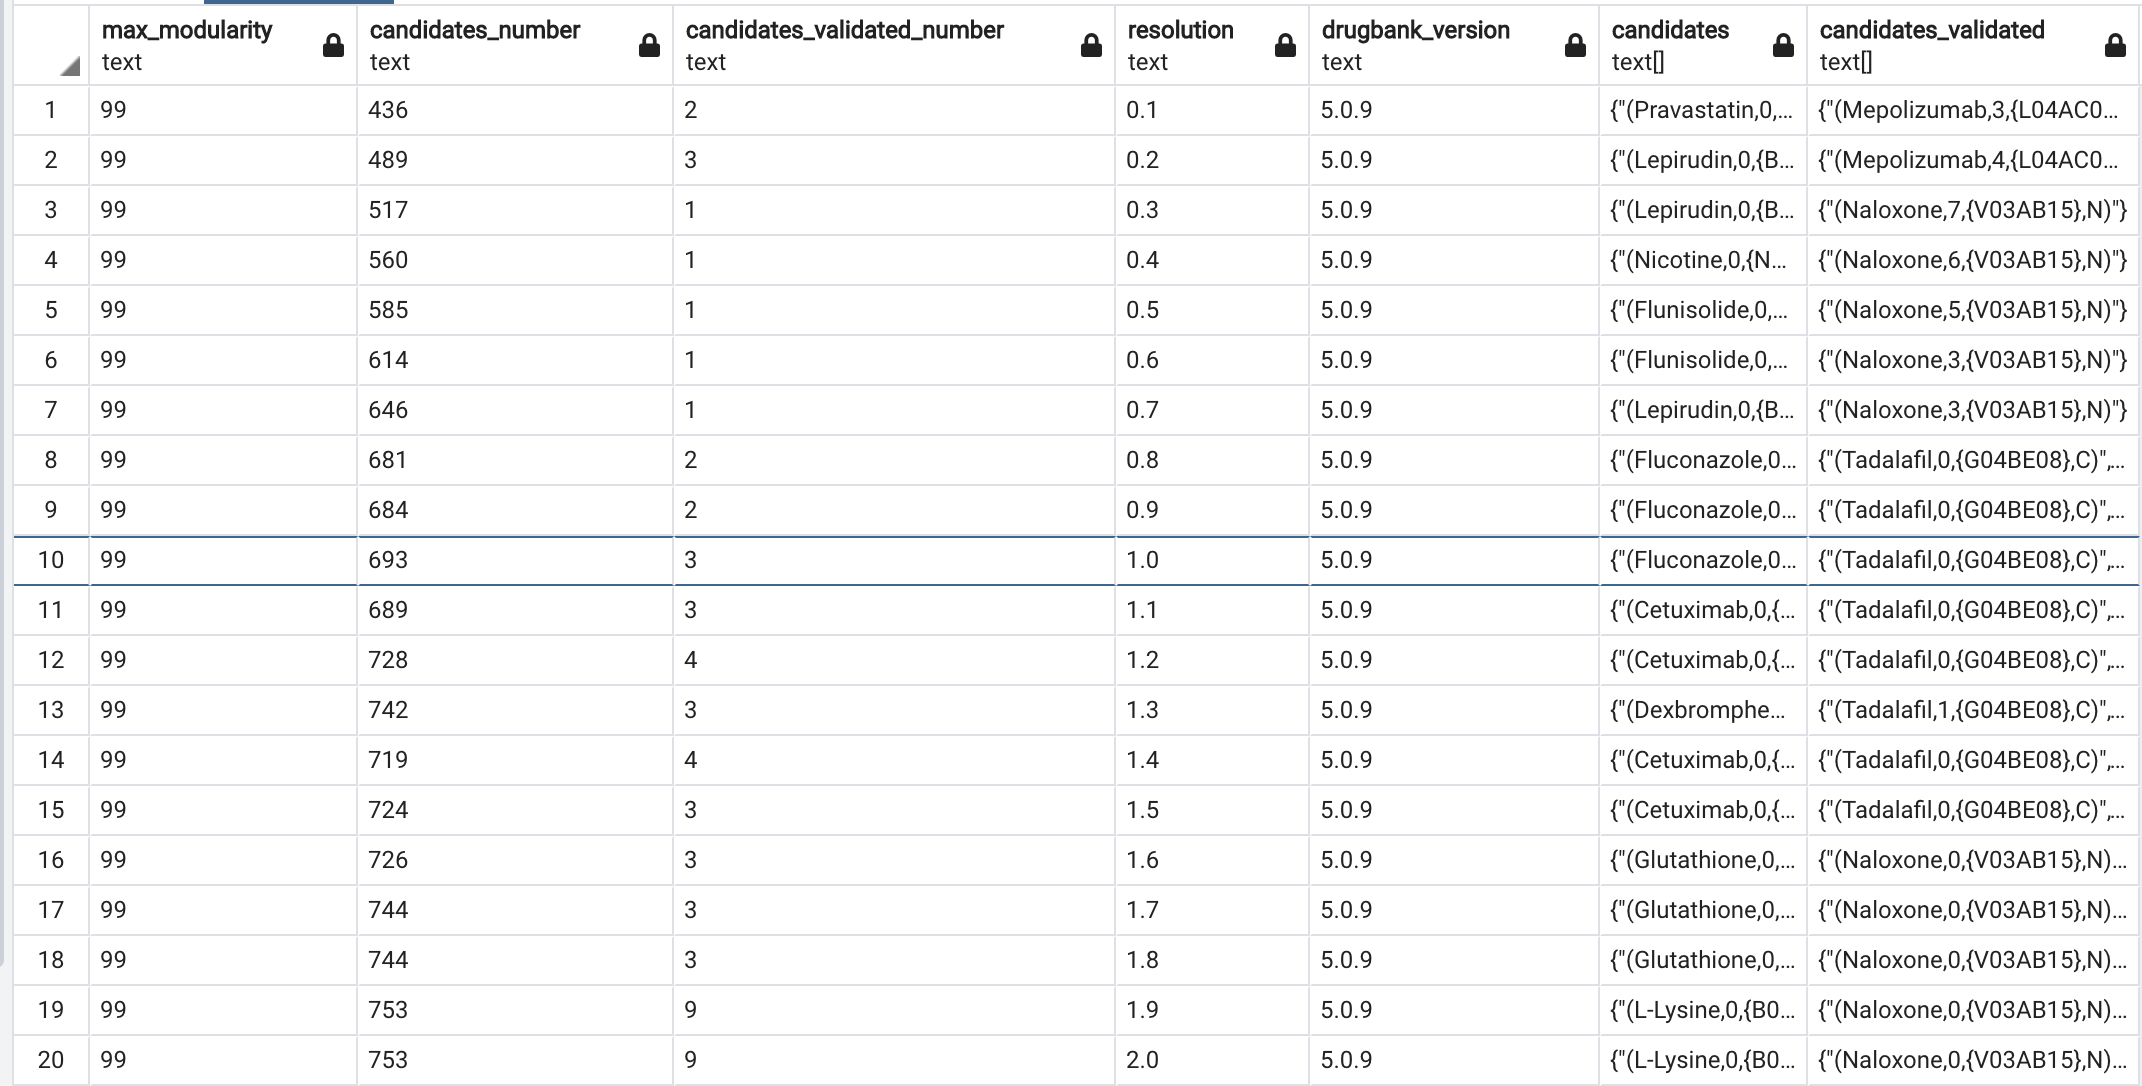 max_modularity candidates_number candidates_validated_number resolution drugbank_version candidates candidates_validated
text text text text text text[] text[]
1 99 436 2 0.1 5.0.9 {"(Pravastatin,0,... {"(Mepolizumab,3,{L04AC0...
2 99 489 3 0.2 5.0.9 {"(Lepirudin,0,{B... {"(Mepolizumab,4,{L04AC0...
3 99 517 1 0.3 5.0.9 {"(Lepirudin,0,{B... {"(Naloxone,7,{V03AB15},N)"}
4 99 560 1 0.4 5.0.9 {"(Nicotine,0,{N... {"(Naloxone,6,{V03AB15},N)"}
5 99 585 1 0.5 5.0.9 {"(Flunisolide,0,... {"(Naloxone,5,{V03AB15},N)"}
6 99 614 1 0.6 5.0.9 {"(Flunisolide,0,... {"(Naloxone,3,{V03AB15},N)"}
7 99 646 1 0.7 5.0.9 {"(Lepirudin,0,{B... {"(Naloxone,3,{V03AB15},N)"}
8 99 681 2 0.8 5.0.9 {"(Fluconazole,0... {"(Tadalafil,0,{G04BE08},C)",...
9 99 684 2 0.9 5.0.9 {"(Fluconazole,0... {"(Tadalafil,0,{G04BE08},C)",...
10 99 693 3 1.0 5.0.9 {"(Fluconazole,0... {"(Tadalafil,0,{G04BE08},C)",...
11 99 689 3 1.1 5.0.9 {"(Cetuximab,0,{... {"(Tadalafil,0,{G04BE08},C)",...
12 99 728 4 1.2 5.0.9 {"(Cetuximab,0,{... {"(Tadalafil,0,{G04BE08},C)",...
13 99 742 3 1.3 5.0.9 {"(Dexbromphe... {"(Tadalafil,1,{G04BE08},C)",...
14 99 719 4 1.4 5.0.9 {"(Cetuximab,0,{... {"(Tadalafil,0,{G04BE08},C)",...
15 99 724 3 1.5 5.0.9 {"(Cetuximab,0,{... {"(Tadalafil,0,{G04BE08},C)",...
16 99 726 3 1.6 5.0.9 {"(Glutathione,0,... {"(Naloxone,0,{V03AB15},N)...
17 99 744 3 1.7 5.0.9 {"(Glutathione,0,... {"(Naloxone,0,{V03AB15},N)...
18 99 744 3 1.8 5.0.9 {"(Glutathione,0,... {"(Naloxone,0,{V03AB15},N)...
19 99 753 9 1.9 5.0.9 {"(L-Lysine,0,{B0... {"(Naloxone,0,{V03AB15},N)...
20 99 753 9 2.0 5.0.9 {"(L-Lysine,0,{B0... {"(Naloxone,0,{V03AB15},N)...